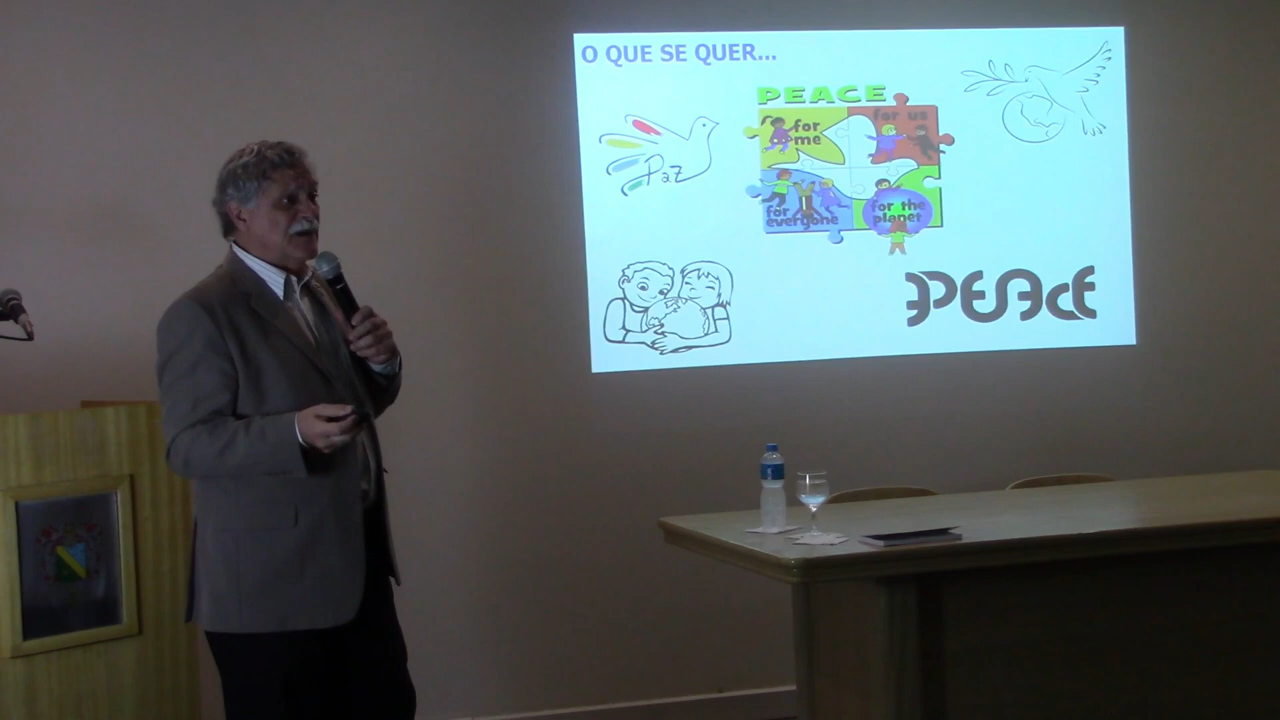 O QUE SE QUER...
PEACE
for
me
for us
Paz
for
everyone
for the
planet
PEACE